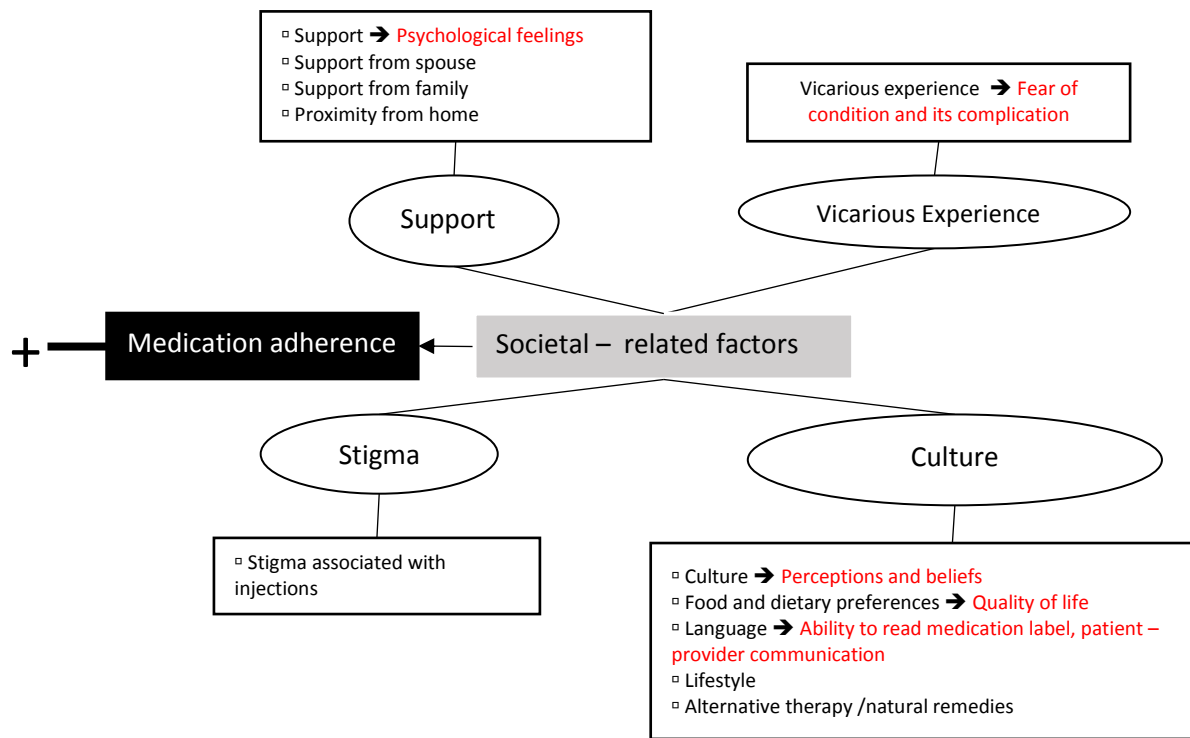 ▫ Support ➔ Psychological feelings
▫ Support from spouse
▫ Support from family
▫ Proximity from home
Vicarious experience ➔ Fear of
condition and its complication
Support
Vicarious Experience
+
Medication adherence
Societal – related factors
Stigma
Culture
▫ Stigma associated with
injections
▫ Culture ➔ Perceptions and beliefs
▫ Food and dietary preferences ➔ Quality of life
▫ Language ➔ Ability to read medication label, patient –
provider communication
▫ Lifestyle
▫ Alternative therapy /natural remedies